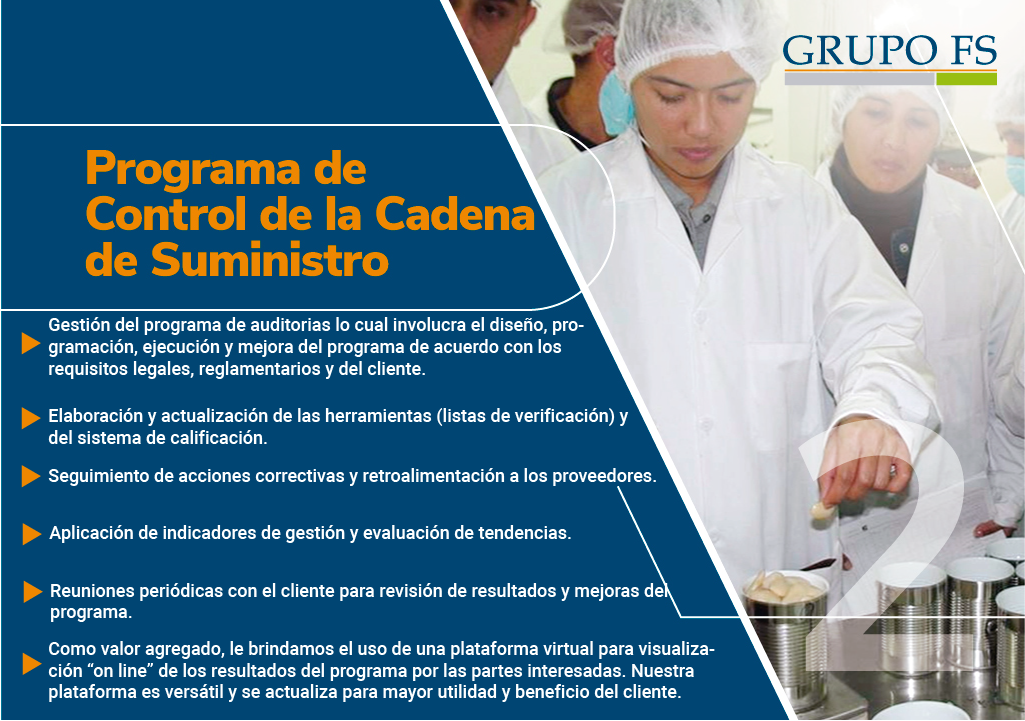 GRUPO FS
Programa de
Control de la Cadena
de Suministro
Gestión del programa de auditorias lo cual involucra el diseño, pro-
gramación, ejecución y mejora del programa de acuerdo con los
requisitos legales, reglamentarios y del cliente.
Elaboración y actualización de las herramientas (listas de verificación) y
del sistema de calificación.
Seguimiento de acciones correctivas y retroalimentación a los proveedores.
Aplicación de indicadores de gestión y evaluación de tendencias.
Reuniones periódicas con el cliente para revisión de resultados y mejoras del
programa.
Como valor agregado, le brindamos el uso de una plataforma virtual para visualiza-
ción “on line” de los resultados del programa por las partes interesadas. Nuestra
plataforma es versátil y se actualiza para mayor utilidad y beneficio del cliente.
2